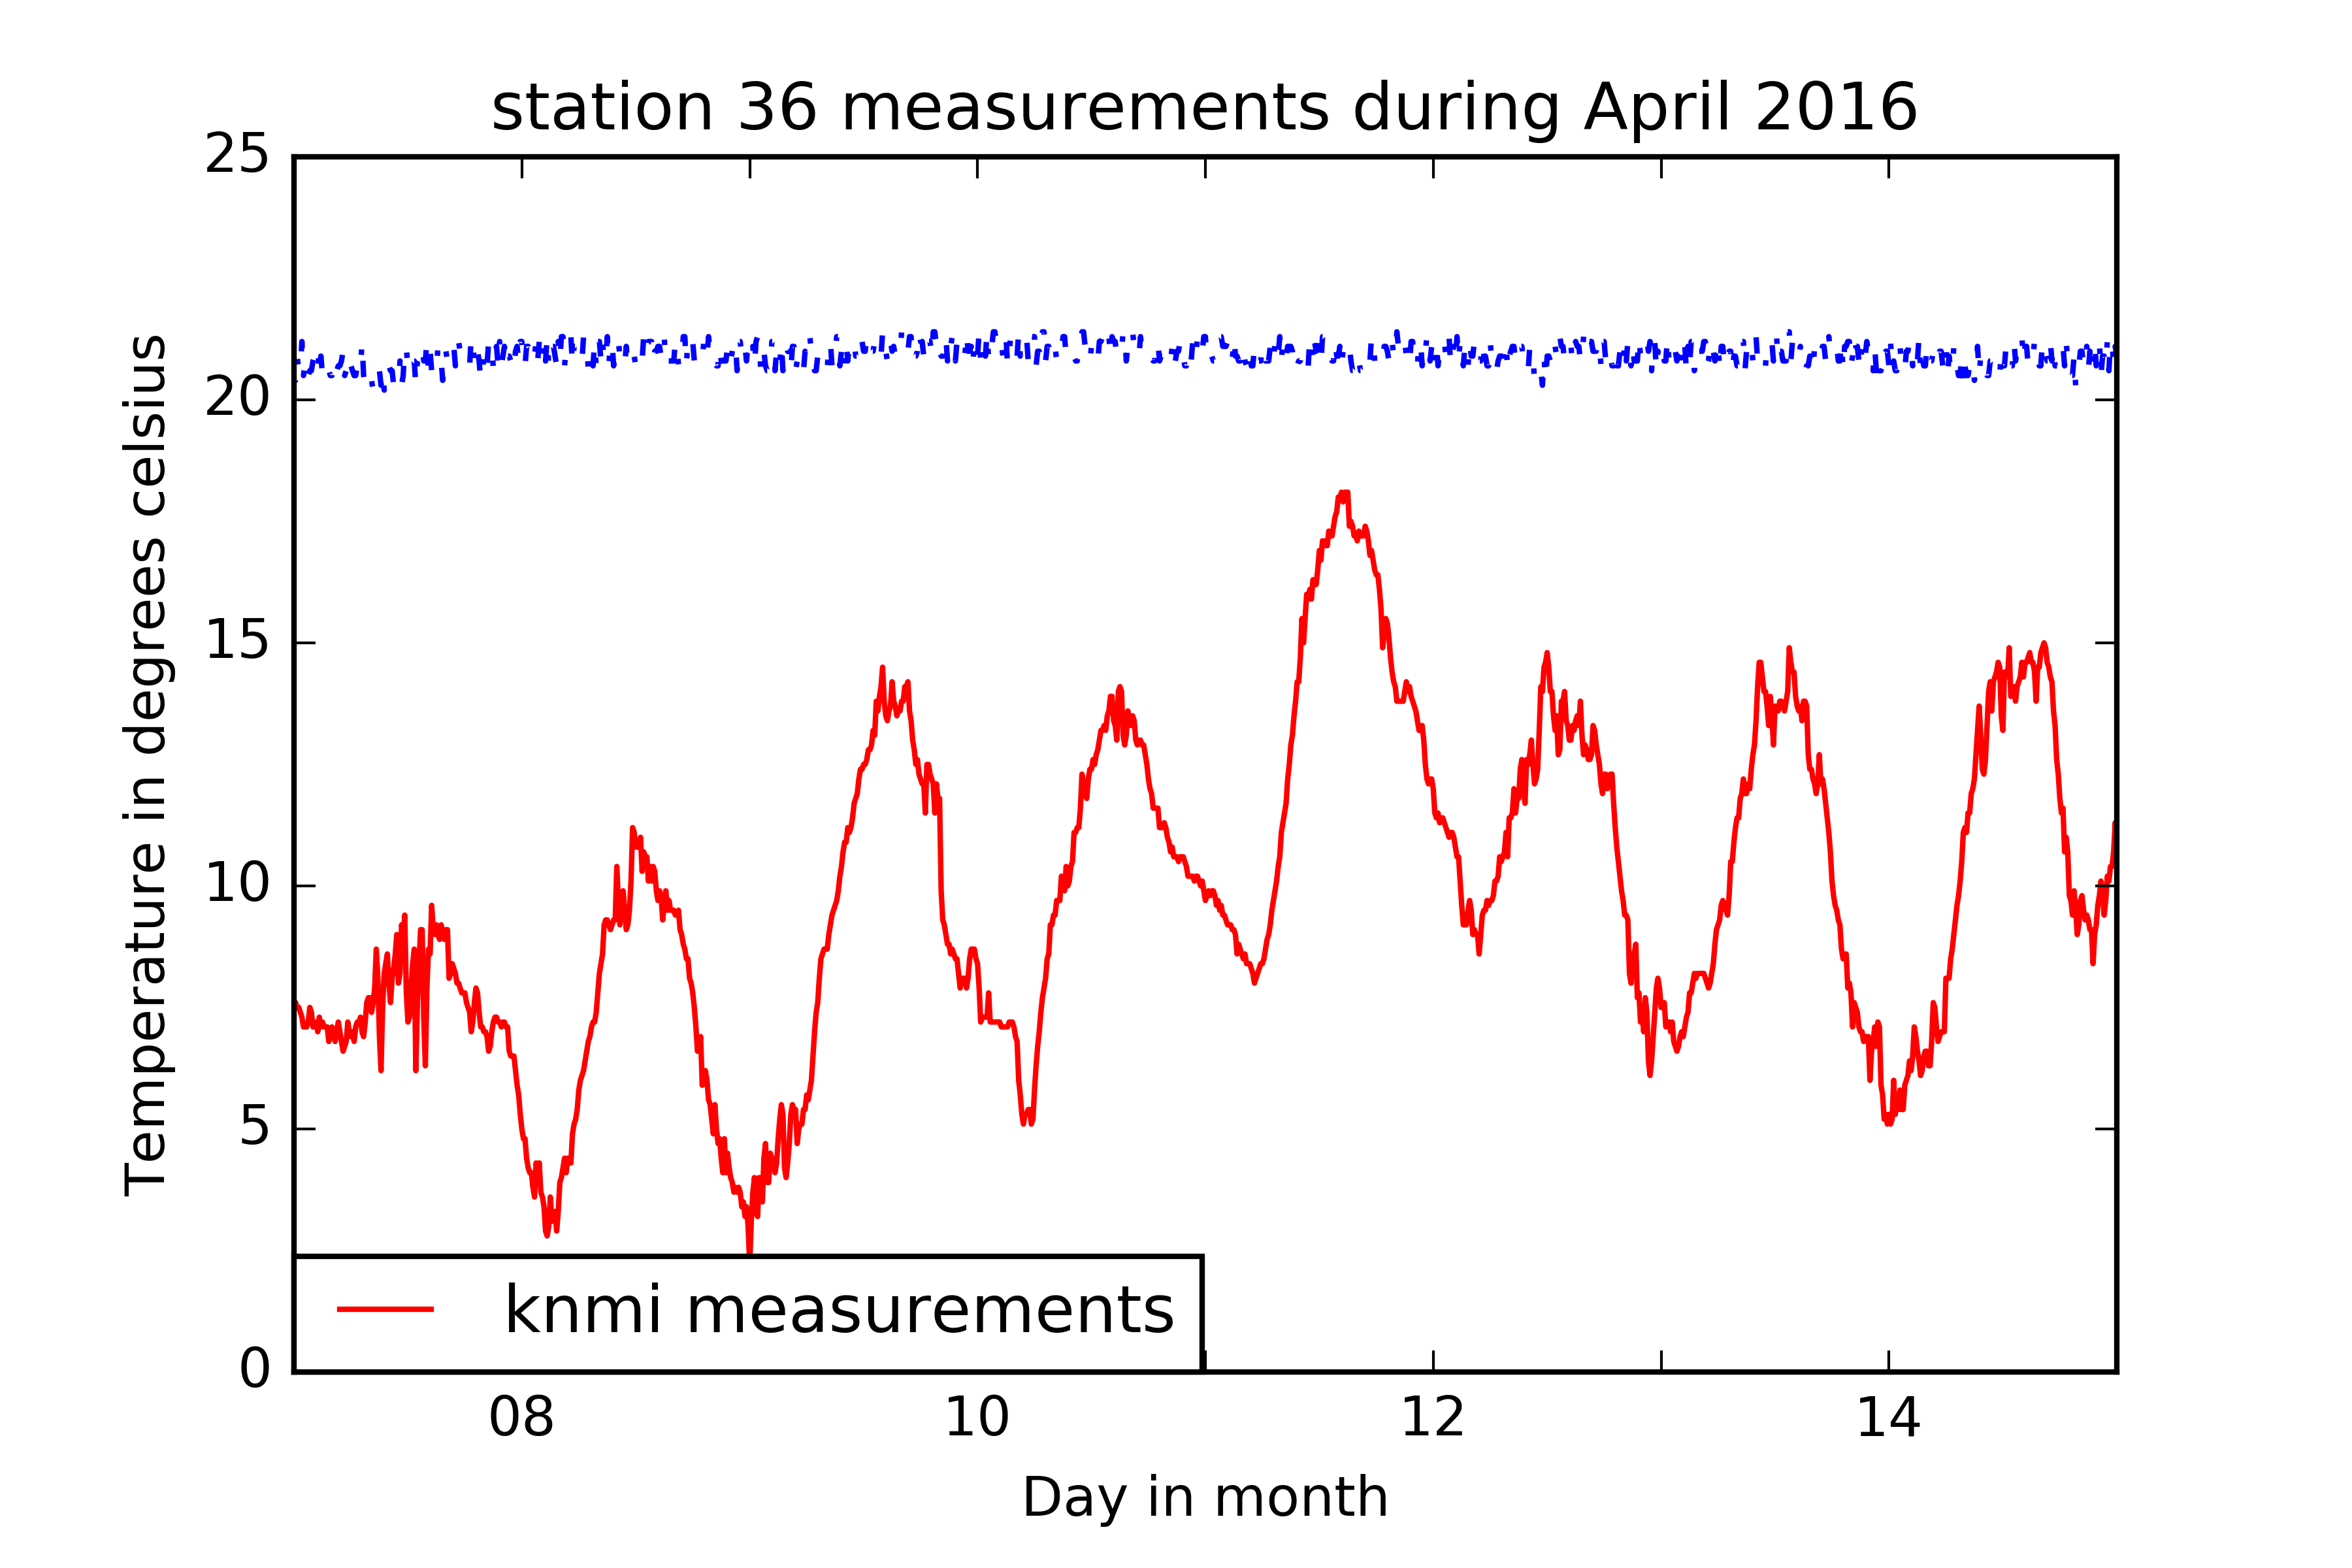 station 36 measurements during April 2016
25
20
15
10
5
0
Temperature in degrees celsius
knmi measurements
08 10 12 14
Day in month